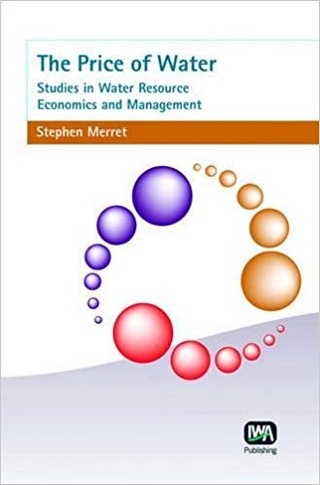 The Price of Water
Studies in Water Resource
Economics and Management
Stephen Merret
IWA
Publishing